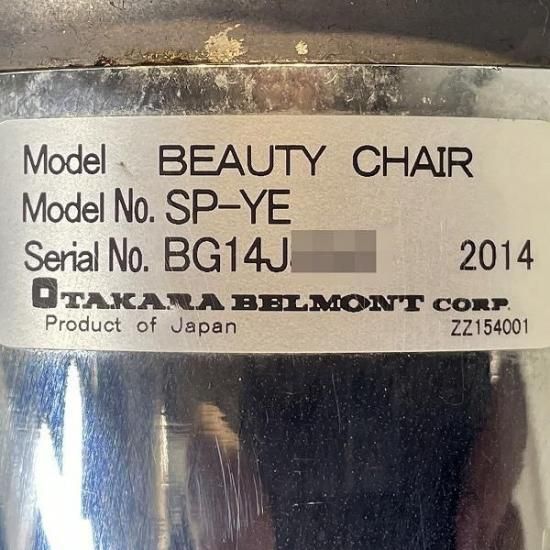 Model BEAUTY CHAIR
Model No. SP-YE
Serial No. BG14J 2014
TAKARA BELMONT CORP.
Product of Japan ZZ154001